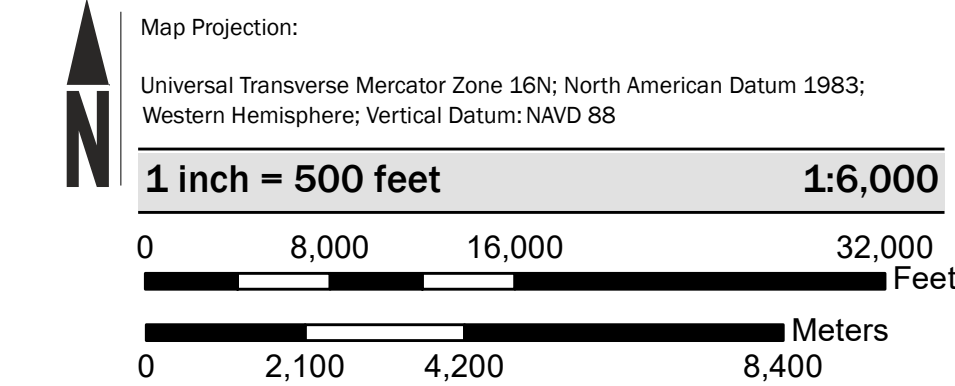 Map Projection:
Universal Transverse Mercator Zone 16N; North American Datum 1983;
Western Hemisphere; Vertical Datum: NAVD 88
N
1 inch = 500 feet 1:6,000
0 8,000 16,000 32,000
Feet
Meters
0 2,100 4,200 8,400